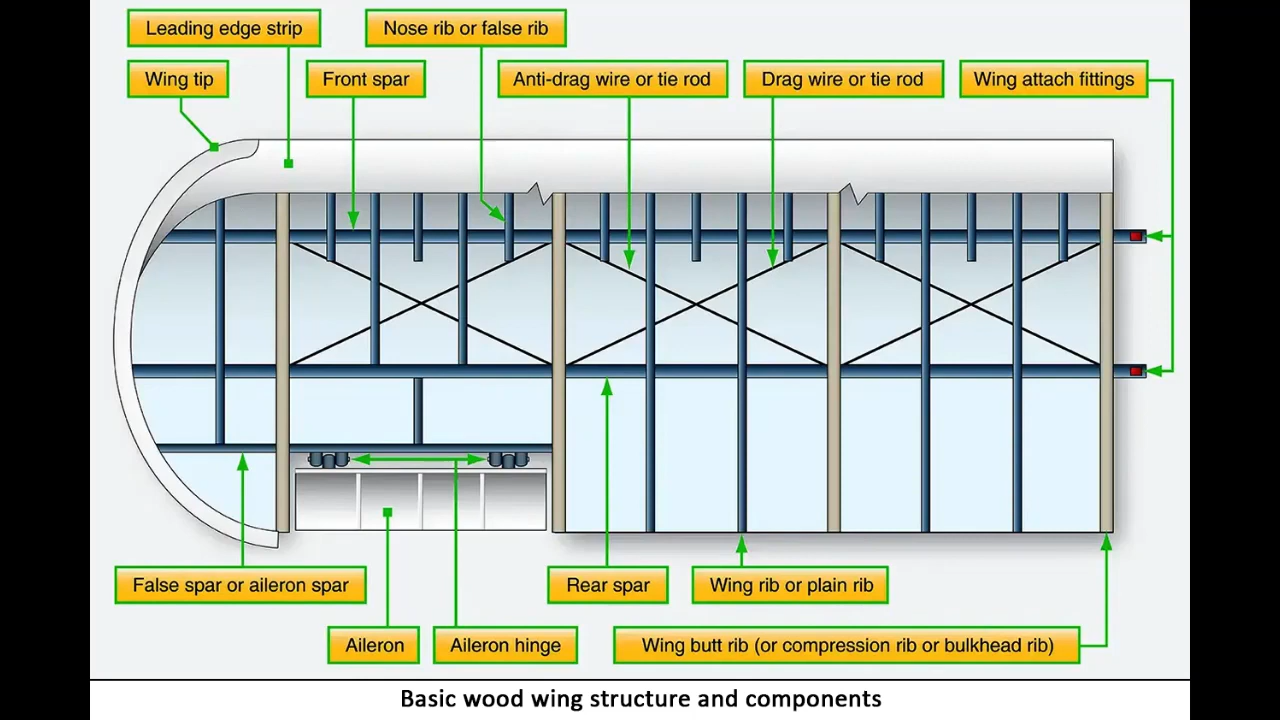 Leading edge strip
Nose rib or false rib
Wing tip
Front spar
Anti-drag wire or tie rod
Drag wire or tie rod
Wing attach fittings
False spar or aileron spar
Rear spar
Wing rib or plain rib
Aileron
Aileron hinge
Wing butt rib (or compression rib or bulkhead rib)
Basic wood wing structure and components